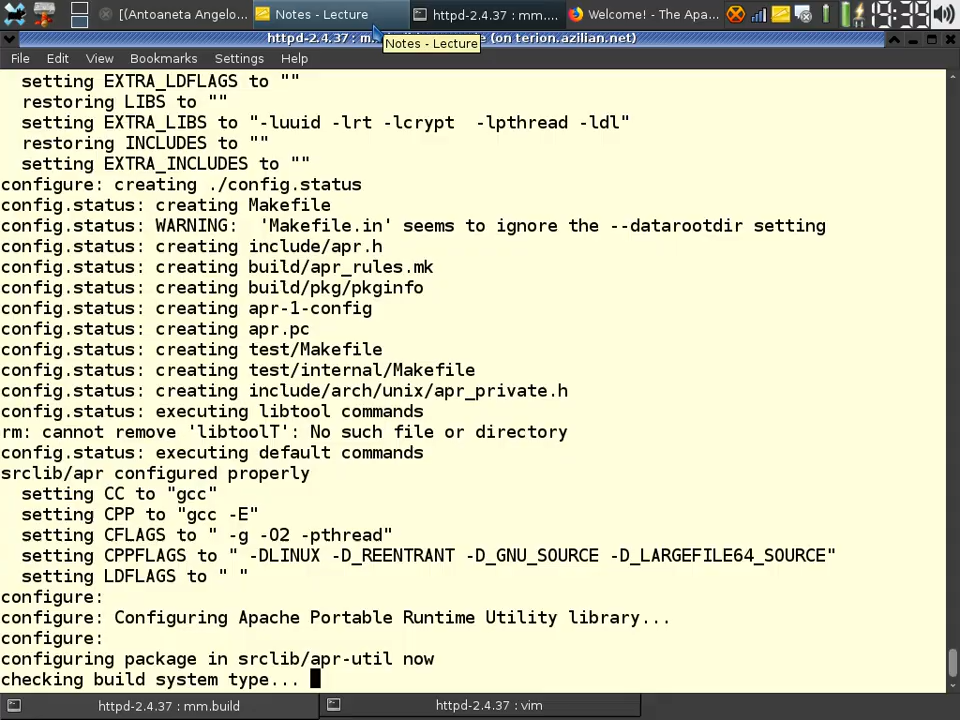 [(Antoaneta Angelo...
Notes - Lecture
httpd-2.4.37 : mm....
Welcome! - The Apa...
httpd-2.4.37 : m
e (on terion.azilian.net)
Notes - Lecture
File Edit View Bookmarks Settings Help
  setting EXTRA_LDFLAGS to ""
  restoring LIBS to ""
  setting EXTRA_LIBS to "-luuid -lrt -lcrypt  -lpthread -ldl"
  restoring INCLUDES to ""
  setting EXTRA_INCLUDES to ""
configure: creating ./config.status
config.status: creating Makefile
config.status: WARNING:  'Makefile.in' seems to ignore the --datarootdir setting
config.status: creating include/apr.h
config.status: creating build/apr_rules.mk
config.status: creating build/pkg/pkginfo
config.status: creating apr-1-config
config.status: creating apr.pc
config.status: creating test/Makefile
config.status: creating test/internal/Makefile
config.status: creating include/arch/unix/apr_private.h
config.status: executing libtool commands
rm: cannot remove 'libtoolT': No such file or directory
config.status: executing default commands
srclib/apr configured properly
  setting CC to "gcc"
  setting CPP to "gcc -E"
  setting CFLAGS to " -g -O2 -pthread"
  setting CPPFLAGS to " -DLINUX -D_REENTRANT -D_GNU_SOURCE -D_LARGEFILE64_SOURCE"
  setting LDFLAGS to " "
configure:
configure: Configuring Apache Portable Runtime Utility library...
configure:
configuring package in srclib/apr-util now
checking build system type...
httpd-2.4.37 : mm.build
httpd-2.4.37 : vim